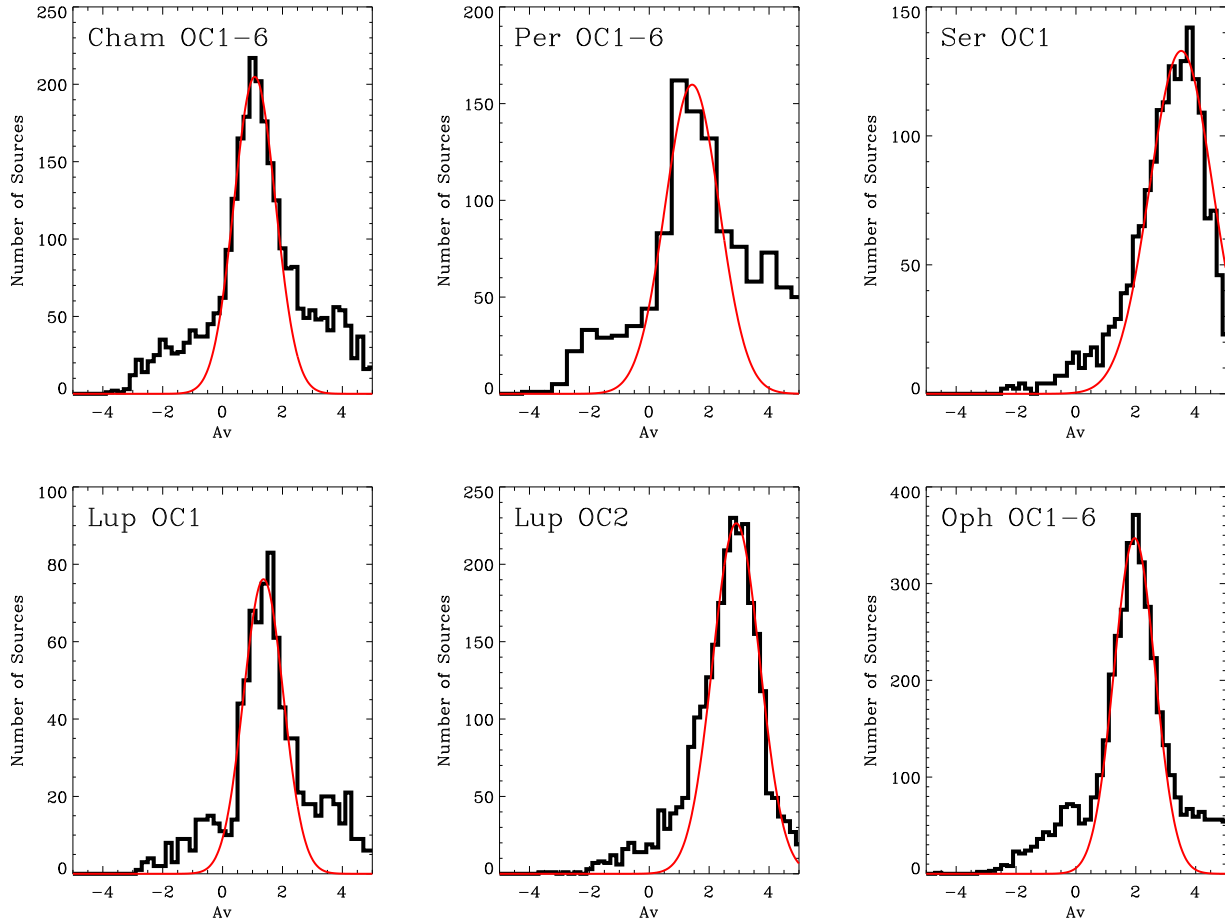 Cham OC1-6
250
200
150
100
50
0
Number of Sources
-4 -2 0 2 4
Av
Per OC1-6
200
150
100
50
0
Number of Sources
-4 -2 0 2 4
Av
Ser OC1
150
100
50
0
Number of Sources
-4 -2 0 2 4
Av
Lup OC1
100
80
60
40
20
0
Number of Sources
-4 -2 0 2 4
Av
Lup OC2
250
200
150
100
50
0
Number of Sources
-4 -2 0 2 4
Av
Oph OC1-6
400
300
200
100
0
Number of Sources
-4 -2 0 2 4
Av